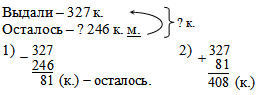 Выдали – 327 к.
Осталось – ? 246 к. м.
? к.
1) – 327
246
81 (к.) – осталось.
2) + 327
81
408 (к.)